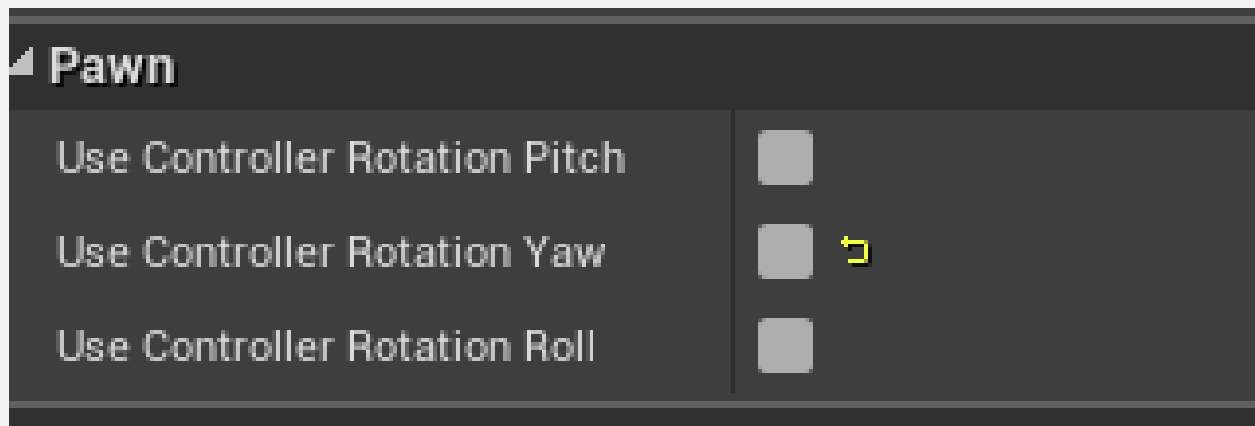 Pawn
Use Controller Rotation Pitch
Use Controller Rotation Yaw
Use Controller Rotation Roll